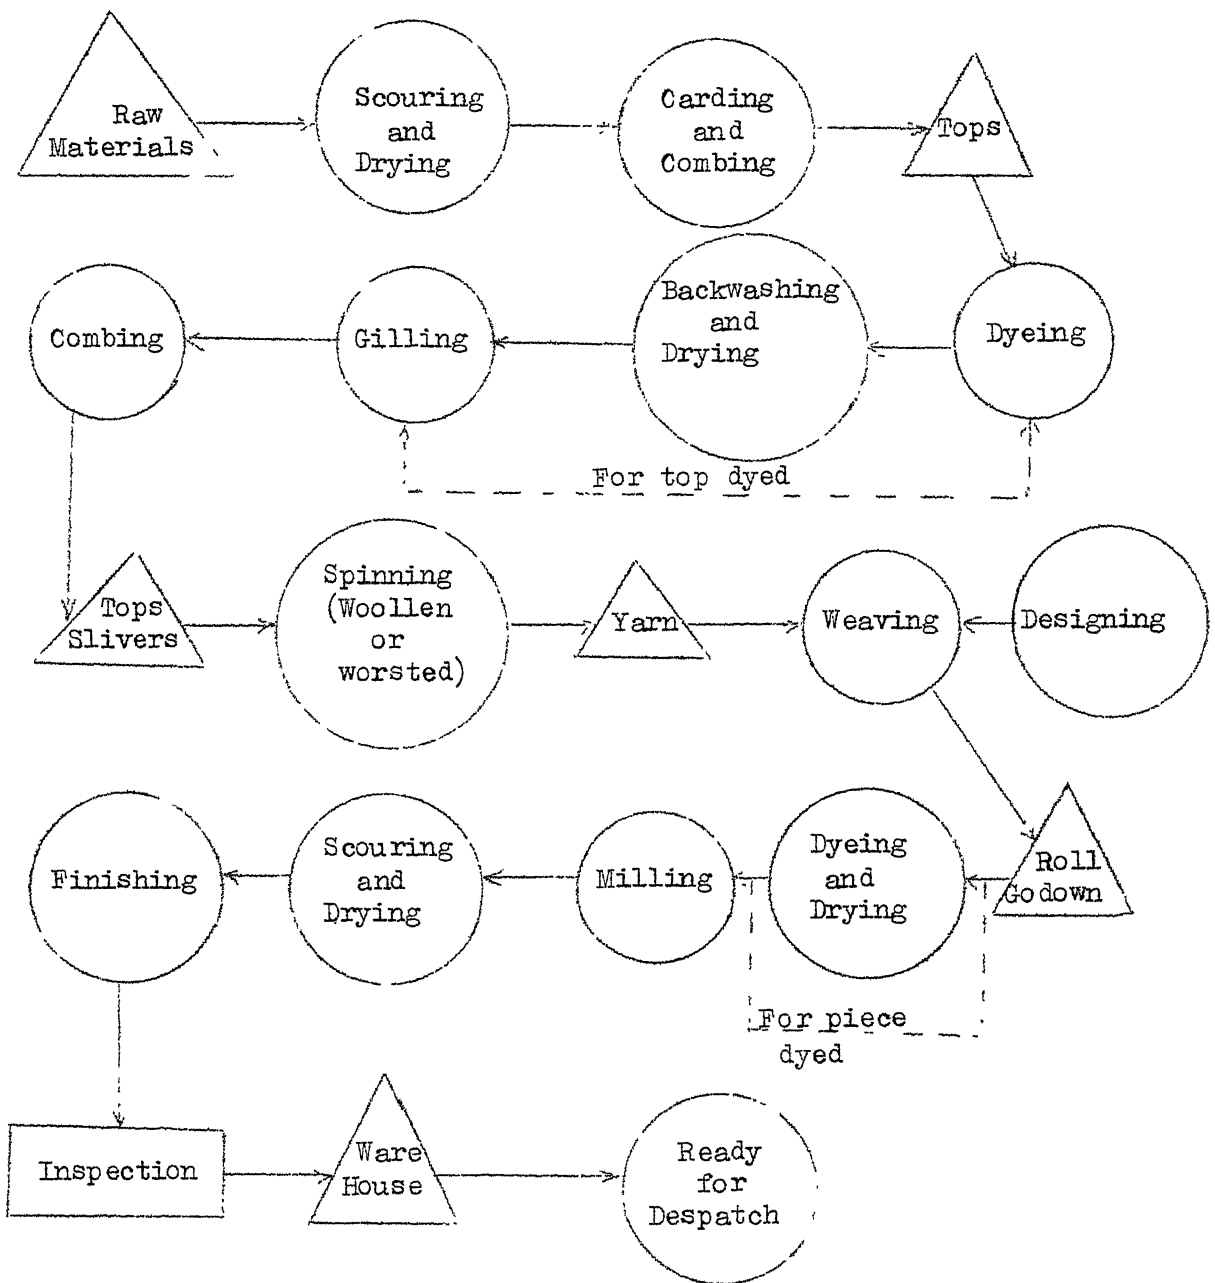 Raw
Materials
Scouring
and
Drying
Carding
and
Combing
Tops
Combing
Gilling
Backwashing
and
Drying
Dyeing
For top dyed
Tops
Slivers
Spinning
(Woollen
or
worsted)
Yarn
Weaving
Designing
Finishing
Scouring
and
Drying
Milling
Dyeing
and
Drying
Roll
Godown
For piece
dyed
Inspection
Ware
House
Ready
for
Despatch